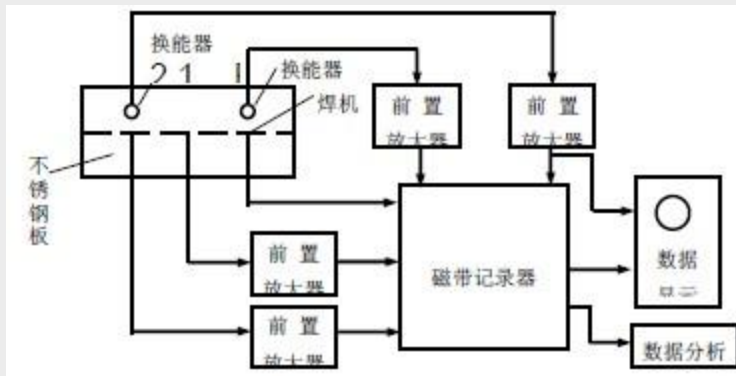 换能器
2 1
换能器
焊机
前 置
放大器
前 置
放大器
不锈钢板
前 置
放大器
前 置
放大器
磁带记录器
数据
显示
数据分析